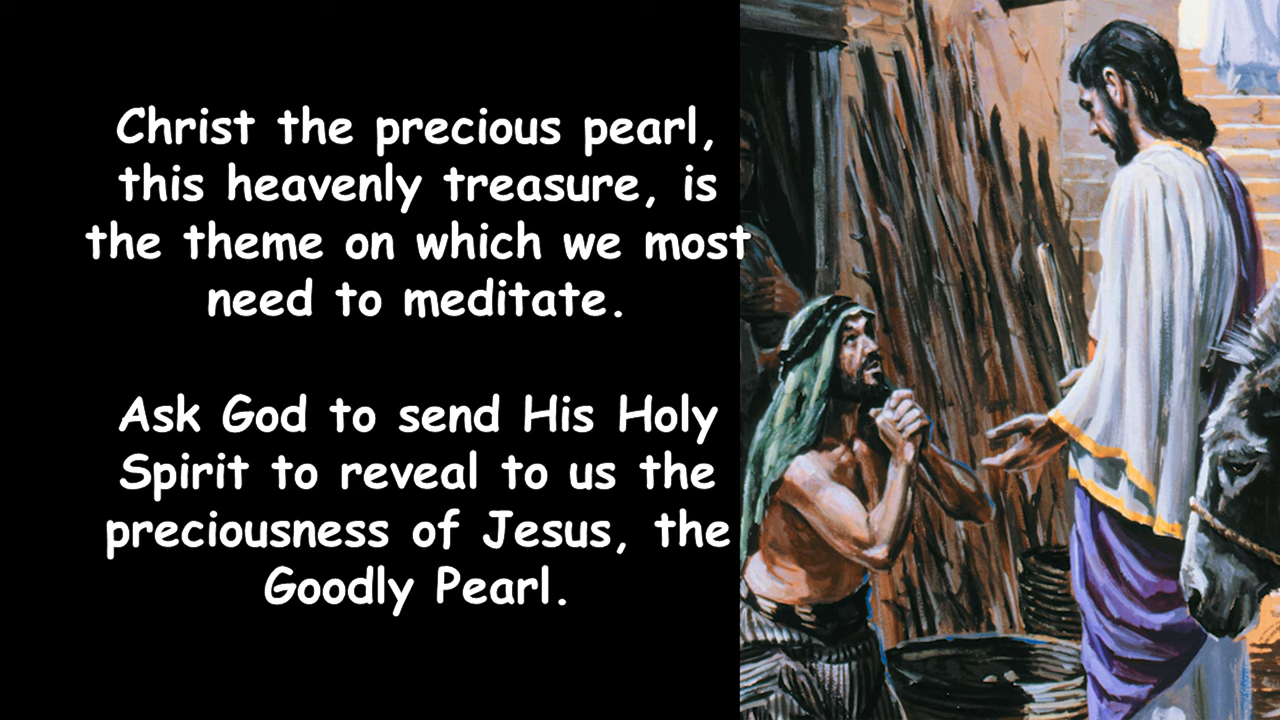 Christ the precious pearl,
this heavenly treasure, is
the theme on which we most
need to meditate.
Ask God to send His Holy
Spirit to reveal to us the
preciousness of Jesus, the
Goodly Pearl.